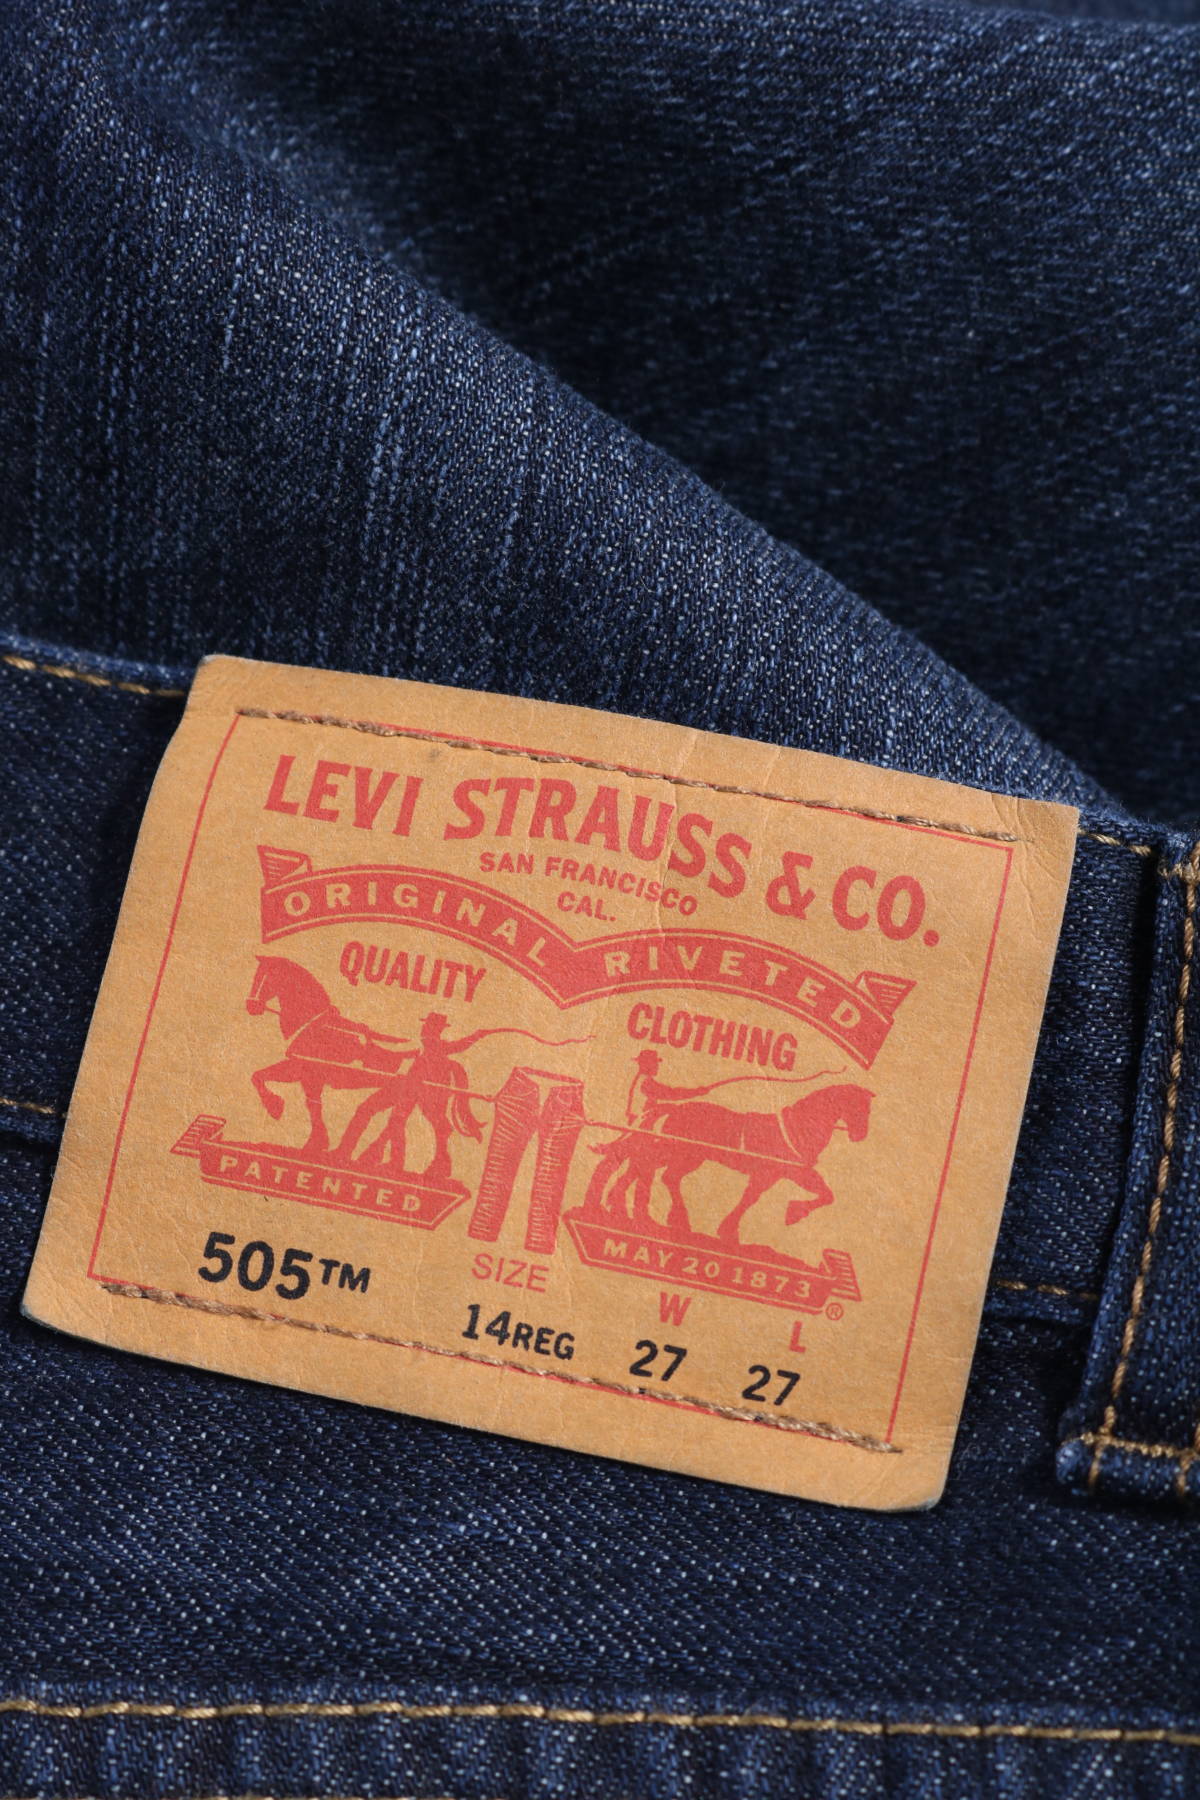 LEVI STRAUSS & CO.
SAN FRANCISCO
CAL.
ORIGINAL RIVETED
QUALITY
CLOTHING
PATENTED
MAY 20 1873
®
505™
SIZE
14REG
W
27
L
27